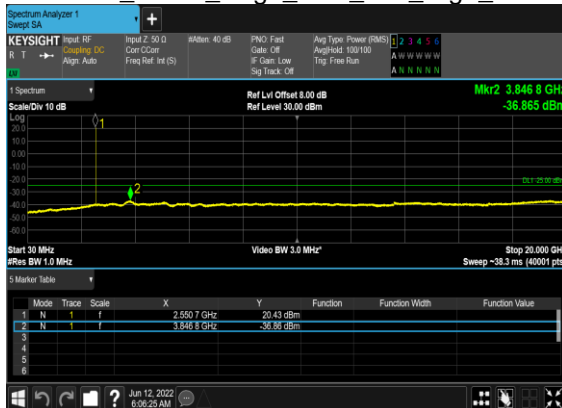 Spectrum Analyzer 1
Swept SA
+
KEYSIGHT Input: RF Input Z: 50 Ω #Atten: 40 dB PNO: Fast Avg Type: Power (RMS) 1 2 3 4 5 6
R T Coupling: DC Corr CCorr Gate: Off Avg|Hold: 100/100 A W W W W W
Align: Auto Freq Ref: Int (S) IF Gain: Low Trig: Free Run
Sig Track: Off A N N N N N
1 Spectrum Ref Lvl Offset 8.00 dB Mkr2 3.846 8 GHz
Scale/Div 10 dB Ref Level 30.00 dBm -36.865 dBm
Log
20.0 1
10.0
0.00
-10.0
-20.0 DL1 -25.00 dBm
-30.0 2
-40.0
-50.0
-60.0
Start 30 MHz Video BW 3.0 MHz* Stop 20.000 GHz
#Res BW 1.0 MHz Sweep ~38.3 ms (40001 pts)
5 Marker Table
Mode Trace Scale X Y Function Function Width Function Value
1 N 1 f 2.550 7 GHz 20.43 dBm
2 N 1 f 3.846 8 GHz -36.86 dBm
3
4
5
6
? Jun 12, 2022
6:06:25 AM